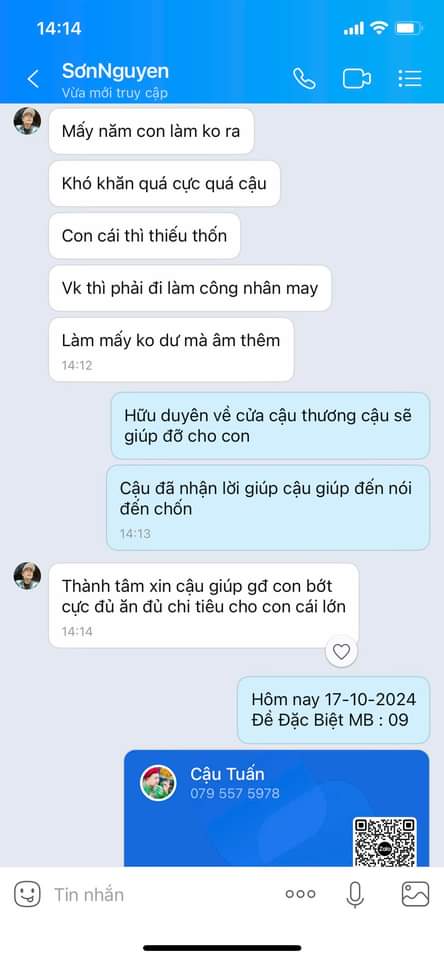 14:14
SơnNguyen
Vừa mới truy cập
Mấy năm con làm ko ra
Khó khăn quá cực quá cậu
Con cái thì thiếu thốn
Vk thì phải đi làm công nhân may
Làm mấy ko dư mà âm thêm
14:12
Hữu duyên về cửa cậu thương cậu sẽ
giúp đỡ cho con
Cậu đã nhận lời giúp cậu giúp đến nói
đến chốn
14:13
Thành tâm xin cậu giúp gđ con bớt
cực đủ ăn đủ chi tiêu cho con cái lớn
14:14
Hôm nay 17-10-2024
Đề Đặc Biệt MB : 09
Cậu Tuấn
079 557 5978
Zalo
Tin nhắn